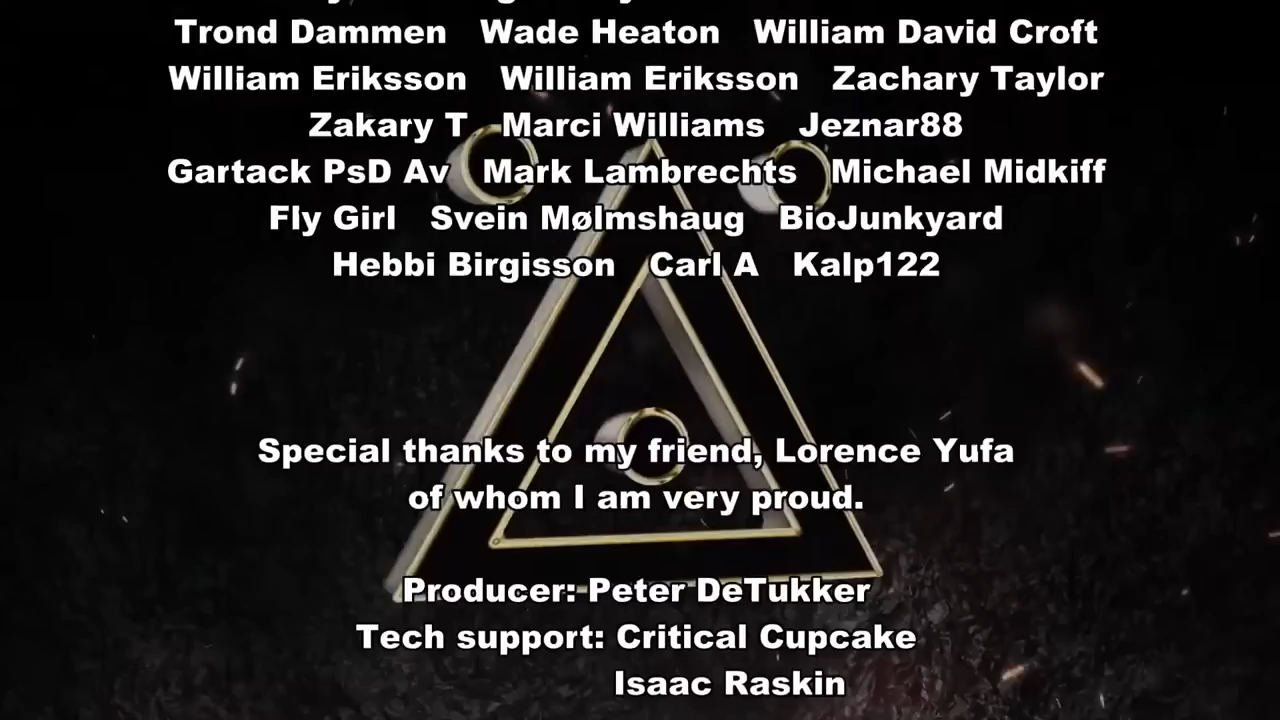 Trond Dammen Wade Heaton William David Croft
William Eriksson William Eriksson Zachary Taylor
Zakary T Marci Williams Jeznar88
Gartack PsD Av Mark Lambrechts Michael Midkiff
Fly Girl Svein Mølmshaug BioJunkyard
Hebbi Birgisson Carl A Kalp122
Special thanks to my friend, Lorence Yufa
of whom I am very proud.
Producer: Peter DeTukker
Tech support: Critical Cupcake
Isaac Raskin